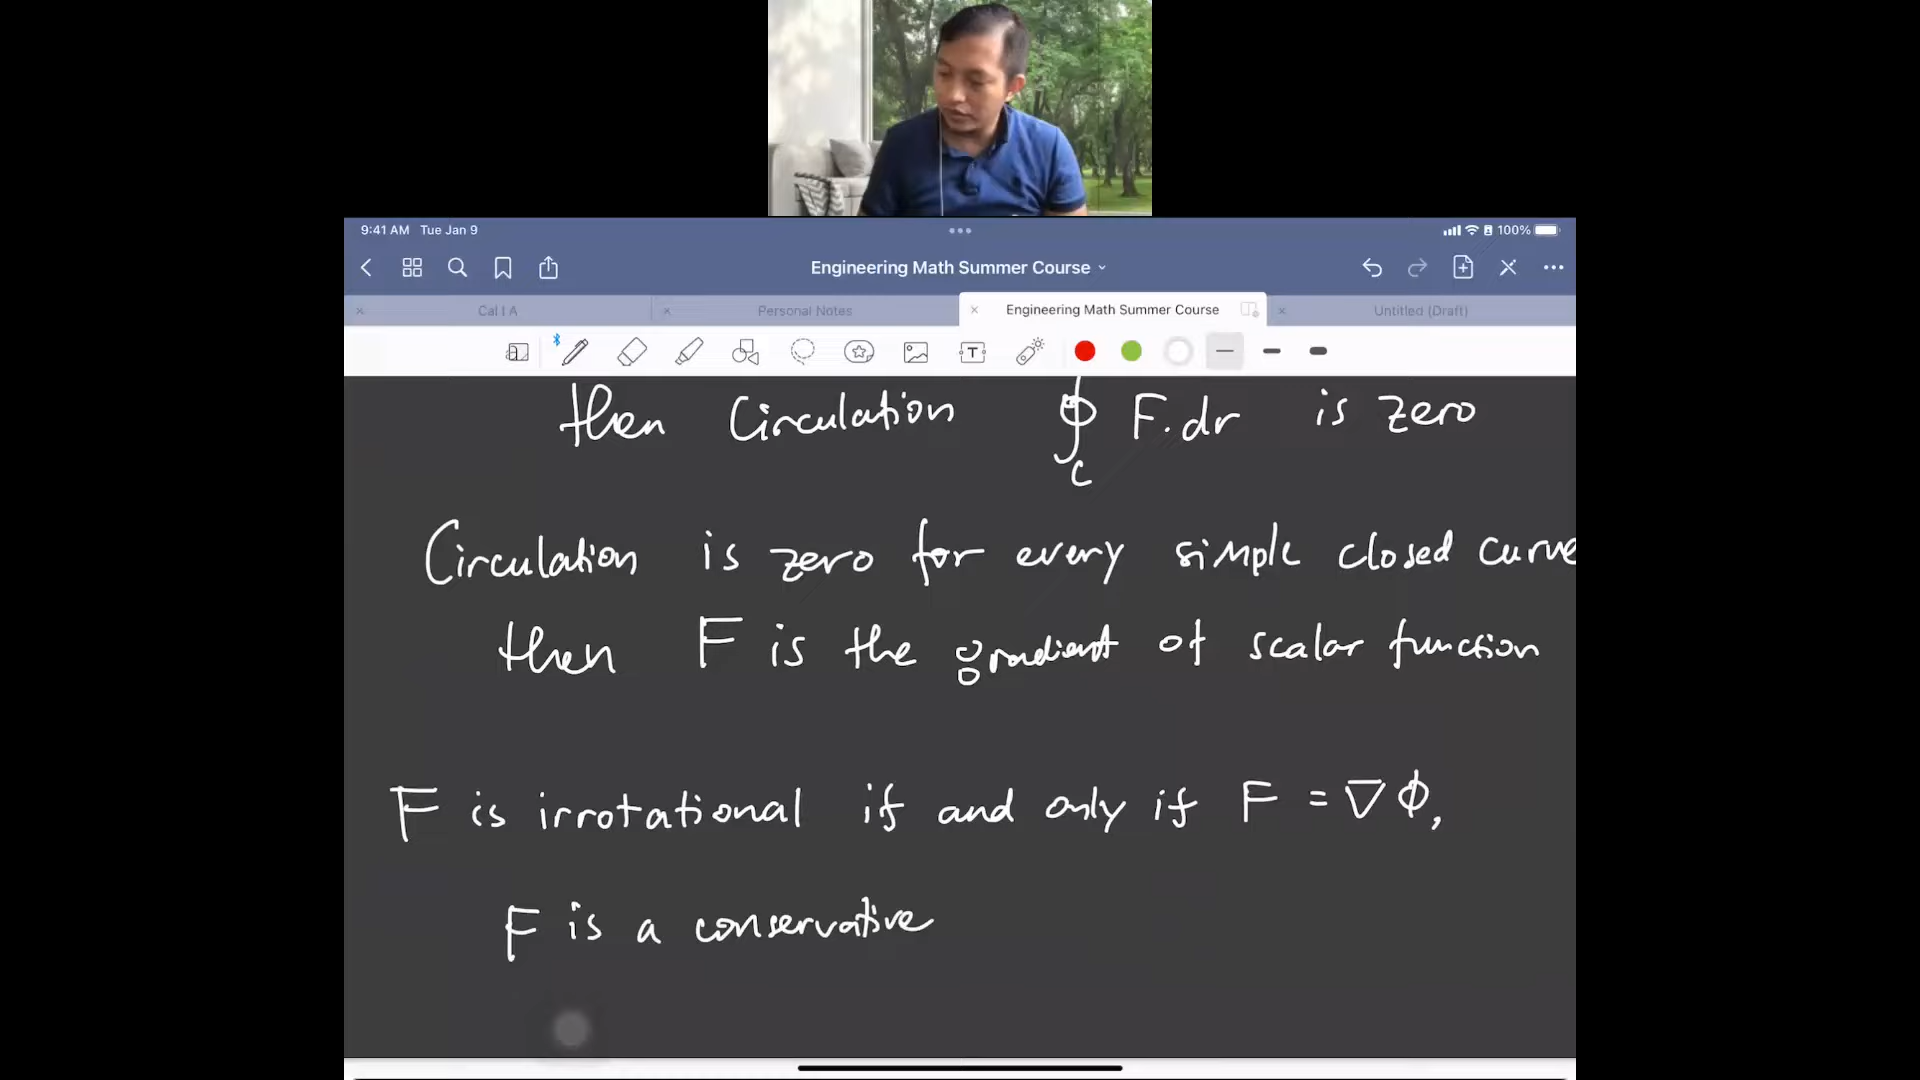 9:41 AM Tue Jan 9
100%
Engineering Math Summer Course
Cal I A
Personal Notes
Engineering Math Summer Course
Untitled (Draft)
then Circulation ∮_C F.dr is zero
Circulation is zero for every simple closed curve
then F is the gradient of scalar function
F is irrotational if and only if F = ∇ϕ,
F is a conservative